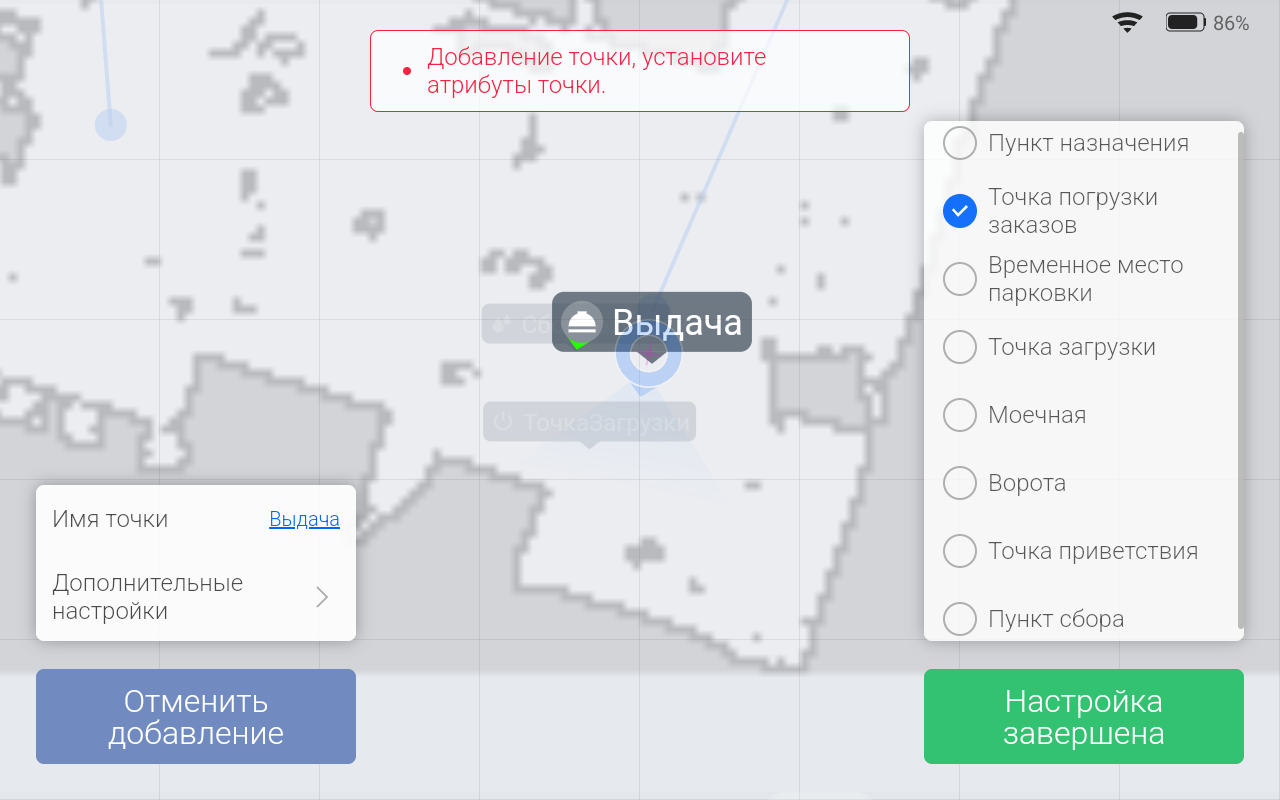 86%
Добавление точки, установите
атрибуты точки.
Пункт назначения
Точка погрузки
заказов
Временное место
парковки
Точка загрузки
Моечная
Ворота
Точка приветствия
Пункт сбора
Сб
Выдача
ТочкаЗагрузки
Имя точки
Выдача
Дополнительные
настройки
Отменить
добавление
Настройка
завершена